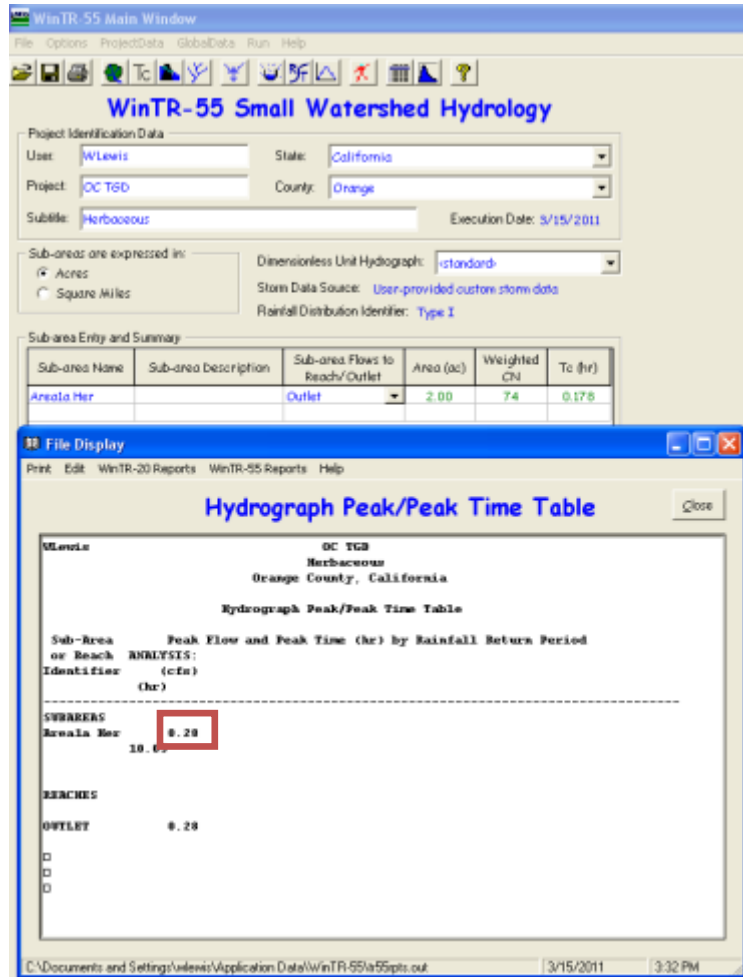 WinTR-55 Main Window
File Options ProjectData GlobalData Run Help
WinTR-55 Small Watershed Hydrology
Project Identification Data
User: WLewis State: California
Project: OC TGD County: Orange
Subtitle: Herbaceous Execution Date: 3/15/2011
Sub-areas are expressed in:
Acres
Square Miles
Dimensionless Unit Hydrograph: <standard>
Storm Data Source: User-provided custom storm data
Rainfall Distribution Identifier: Type I
Sub-area Entry and Summary
Sub-area Name Sub-area Description Sub-area Flows to Reach/Outlet Area (ac) Weighted CN Tc (hr)
Area1a Her Outlet 2.00 74 0.178
File Display
Print Edit WinTR-20 Reports WinTR-55 Reports Help
Hydrograph Peak/Peak Time Table
Close
WLewis OC TGD
Herbaceous
Orange County, California
Hydrograph Peak/Peak Time Table
Sub-Area Peak Flow and Peak Time (hr) by Rainfall Return Period
or Reach ANALYSIS:
Identifier (cfs)
(hr)
SUBAREAS
Area1a Her 0.28
REACHES
OUTLET 0.28
C:\Documents and Settings\wlewis\Application Data\WinTR-55\tr55rpts.out 3/15/2011 3:32 PM